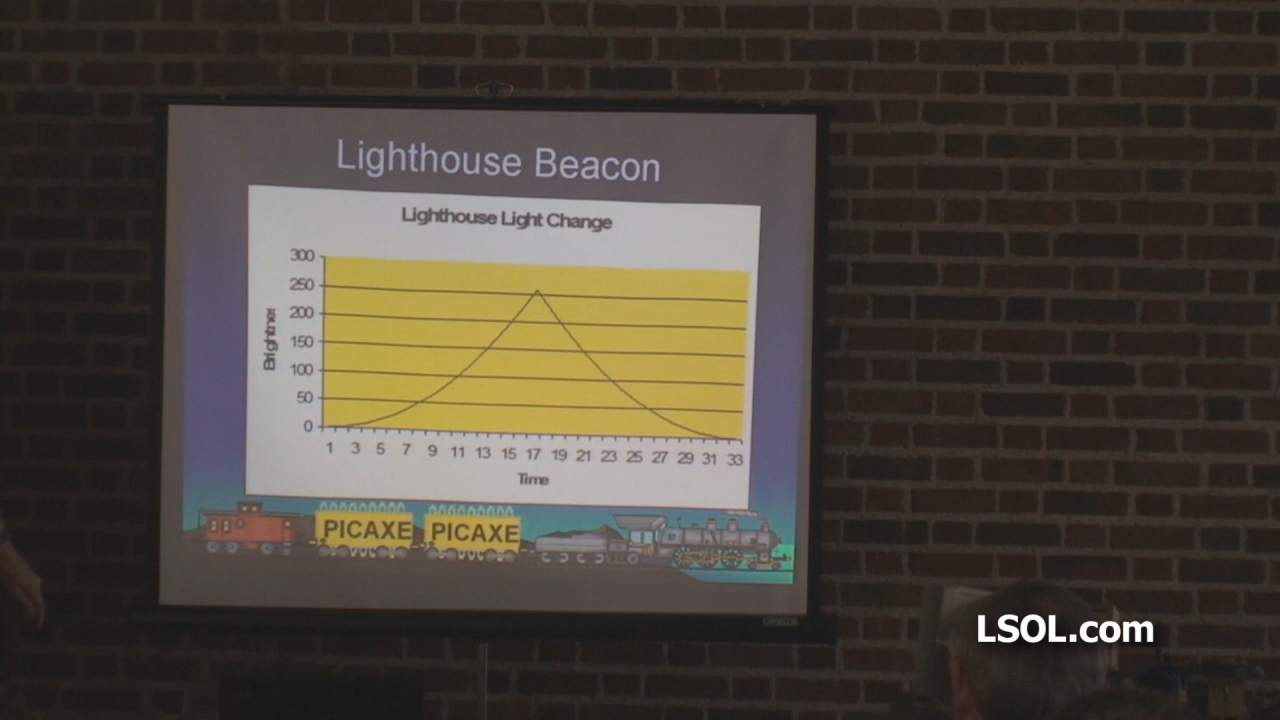 Lighthouse Beacon
Lighthouse Light Change
300
250
200
150
100
50
0
Brightner
1 3 5 7 9 11 13 15 17 19 21 23 25 27 29 31 33
Time
PICAXE PICAXE
LSOL.com